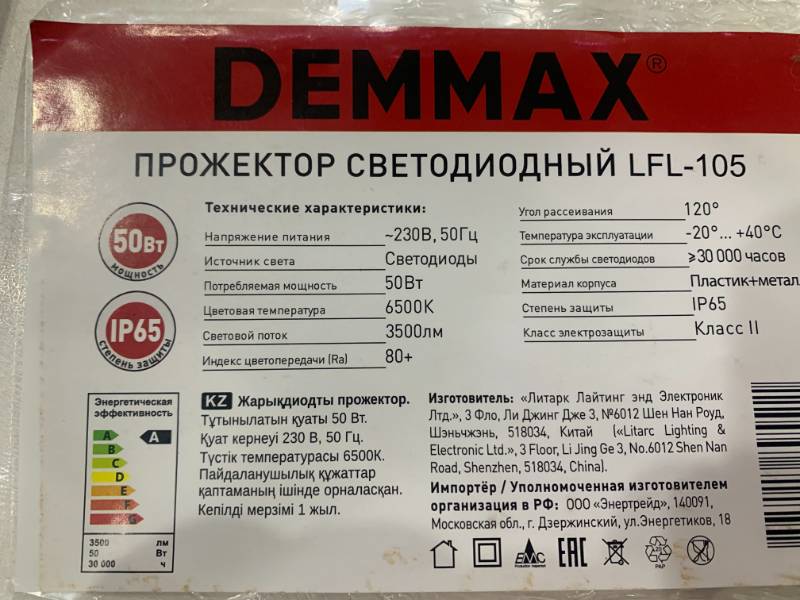 DEMMAX®
ПРОЖЕКТОР СВЕТОДИОДНЫЙ LFL-105
50Вт
МОЩНОСТЬ
IP65
степень защиты
Технические характеристики:
Напряжение питания ~230В, 50Гц
Источник света Светодиоды
Потребляемая мощность 50Вт
Цветовая температура 6500К
Световой поток 3500лм
Индекс цветопередачи (Ra) 80+
Угол рассеивания 120°
Температура эксплуатации -20°... +40°С
Срок службы светодиодов ≥30 000 часов
Материал корпуса Пластик+метал
Степень защиты IP65
Класс электрозащиты Класс II
Энергетическая
эффективность
A A
B
C
D
E
F
G
3500 лм
50 Вт
30 000 ч
KZ Жарықдиодты прожектор.
Тұтынылатын қуаты 50 Вт.
Қуат кернеуі 230 В, 50 Гц.
Түстік температурасы 6500К.
Пайдаланушылық құжаттар
қаптаманың ішінде орналасқан.
Кепілді мерзімі 1 жыл.
Изготовитель: «Литарк Лайтинг энд Электроник
Лтд.», 3 Фло, Ли Джинг Дже 3, №6012 Шен Нан Роуд,
Шэньчжэнь, 518034, Китай («Litarc Lighting &
Electronic Ltd.», 3 Floor, Li Jing Ge 3, No.6012 Shen Nan
Road, Shenzhen, 518034, China).
Импортёр / Уполномоченная изготовителем
организация в РФ: ООО «Энертрейд», 140091,
Московская обл., г. Дзержинский, ул.Энергетиков, 18
EMC
EAC
PAP